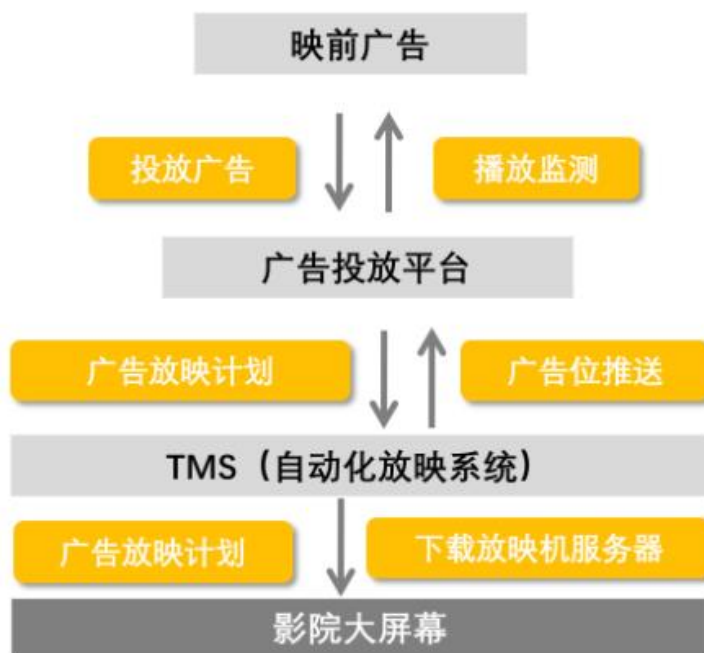 映前广告
投放广告
播放监测
广告投放平台
广告放映计划
广告位推送
TMS（自动化放映系统）
广告放映计划
下载放映机服务器
影院大屏幕